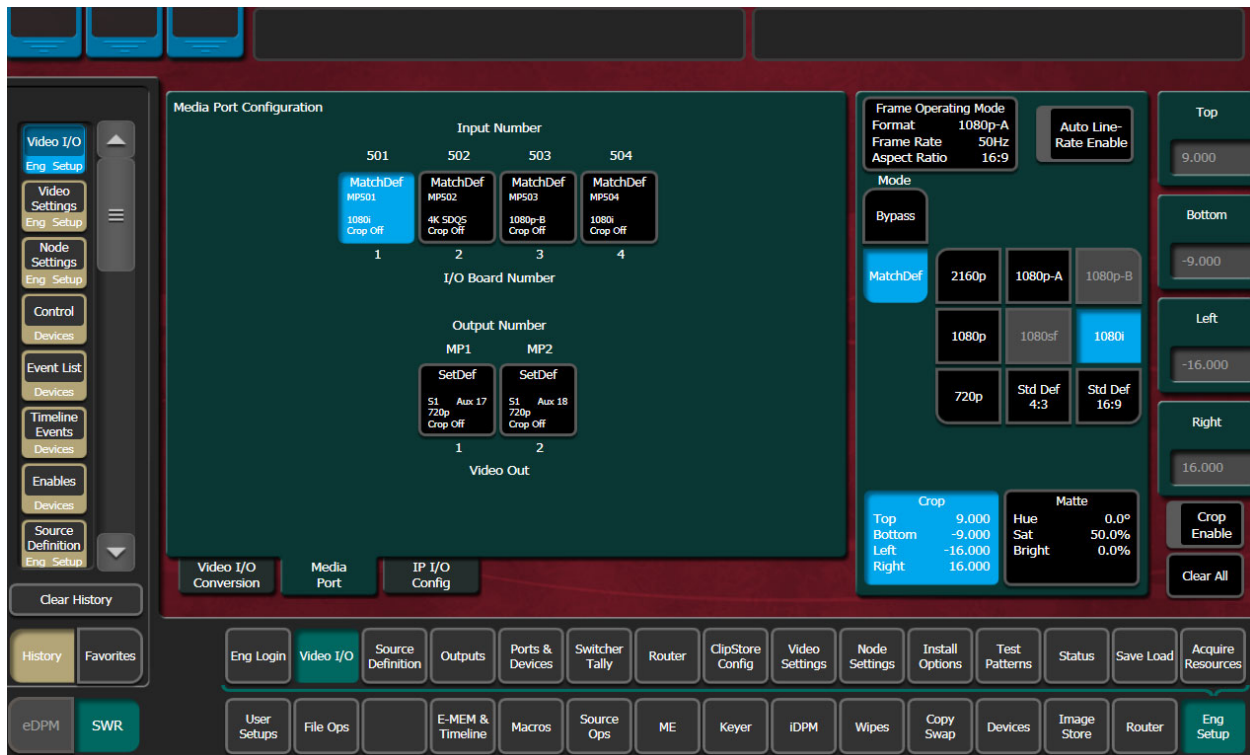 Video I/O
Eng Setup
Video
Settings
Eng Setup
Node
Settings
Eng Setup
Control
Devices
Event List
Devices
Timeline
Events
Devices
Enables
Devices
Source
Definition
Eng Setup
Clear History
History
Favorites
eDPM
SWR
Media Port Configuration
Input Number
501 502 503 504
MatchDef
MP501
1080i
Crop Off
MatchDef
MP502
4K SDQS
Crop Off
MatchDef
MP503
1080p-B
Crop Off
MatchDef
MP504
1080i
Crop Off
1 2 3 4
I/O Board Number
Output Number
MP1 MP2
SetDef
S1 Aux 17
720p
Crop Off
SetDef
S1 Aux 18
720p
Crop Off
1 2
Video Out
Video I/O
Conversion
Media
Port
IP I/O
Config
Frame Operating Mode
Format 1080p-A
Frame Rate 50Hz
Aspect Ratio 16:9
Auto Line-
Rate Enable
Mode
Bypass
MatchDef
2160p
1080p-A
1080p-B
1080p
1080sf
1080i
720p
Std Def
4:3
Std Def
16:9
Crop
Top 9.000
Bottom -9.000
Left -16.000
Right 16.000
Matte
Hue 0.0°
Sat 50.0%
Bright 0.0%
Top
9.000
Bottom
-9.000
Left
-16.000
Right
16.000
Crop
Enable
Clear All
Eng Login
Video I/O
Source
Definition
Outputs
Ports &
Devices
Switcher
Tally
Router
ClipStore
Config
Video
Settings
Node
Settings
Install
Options
Test
Patterns
Status
Save Load
Acquire
Resources
User
Setups
File Ops
E-MEM &
Timeline
Macros
Source
Ops
ME
Keyer
iDPM
Wipes
Copy
Swap
Devices
Image
Store
Router
Eng
Setup